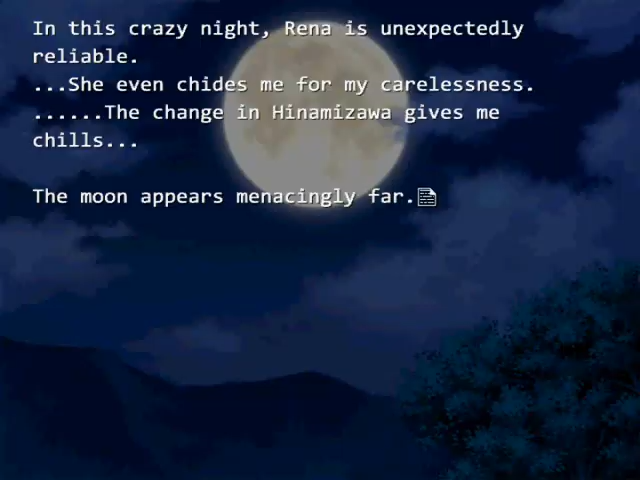 In this crazy night, Rena is unexpectedly
reliable.
...She even chides me for my carelessness.
......The change in Hinamizawa gives me
chills...
The moon appears menacingly far.